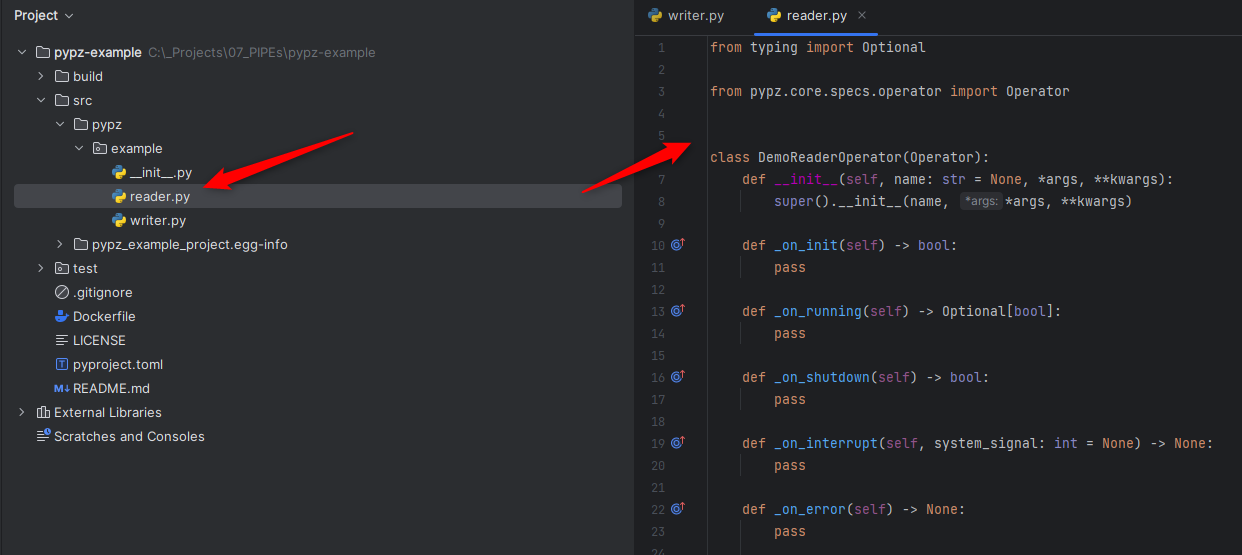 Project
pypz-example C:\_Projects\07_PIPEs\pypz-example
build
src
pypz
example
__init__.py
reader.py
writer.py
pypz_example_project.egg-info
test
.gitignore
Dockerfile
LICENSE
pyproject.toml
M↓ README.md
External Libraries
Scratches and Consoles
writer.py reader.py
1 from typing import Optional
2
3 from pypz.core.specs.operator import Operator
4
5
class DemoReaderOperator(Operator):
7 def __init__(self, name: str = None, *args, **kwargs):
8 super().__init__(name, *args: *args, **kwargs)
9
10 def _on_init(self) -> bool:
11 pass
12
13 def _on_running(self) -> Optional[bool]:
14 pass
15
16 def _on_shutdown(self) -> bool:
17 pass
18
19 def _on_interrupt(self, system_signal: int = None) -> None:
20 pass
21
22 def _on_error(self) -> None:
23 pass
24